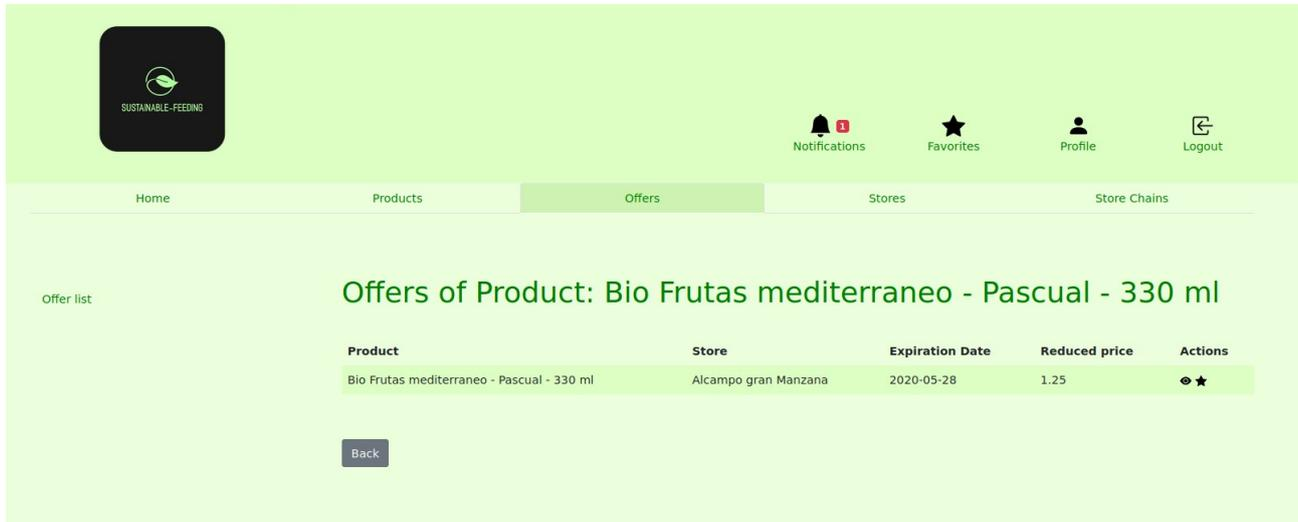 SUSTAINABLE-FEEDING
1
Notifications Favorites Profile Logout
Home Products Offers Stores Store Chains
Offer list
Offers of Product: Bio Frutas mediterraneo - Pascual - 330 ml
Product Store Expiration Date Reduced price Actions
Bio Frutas mediterraneo - Pascual - 330 ml Alcampo gran Manzana 2020-05-28 1.25
Back